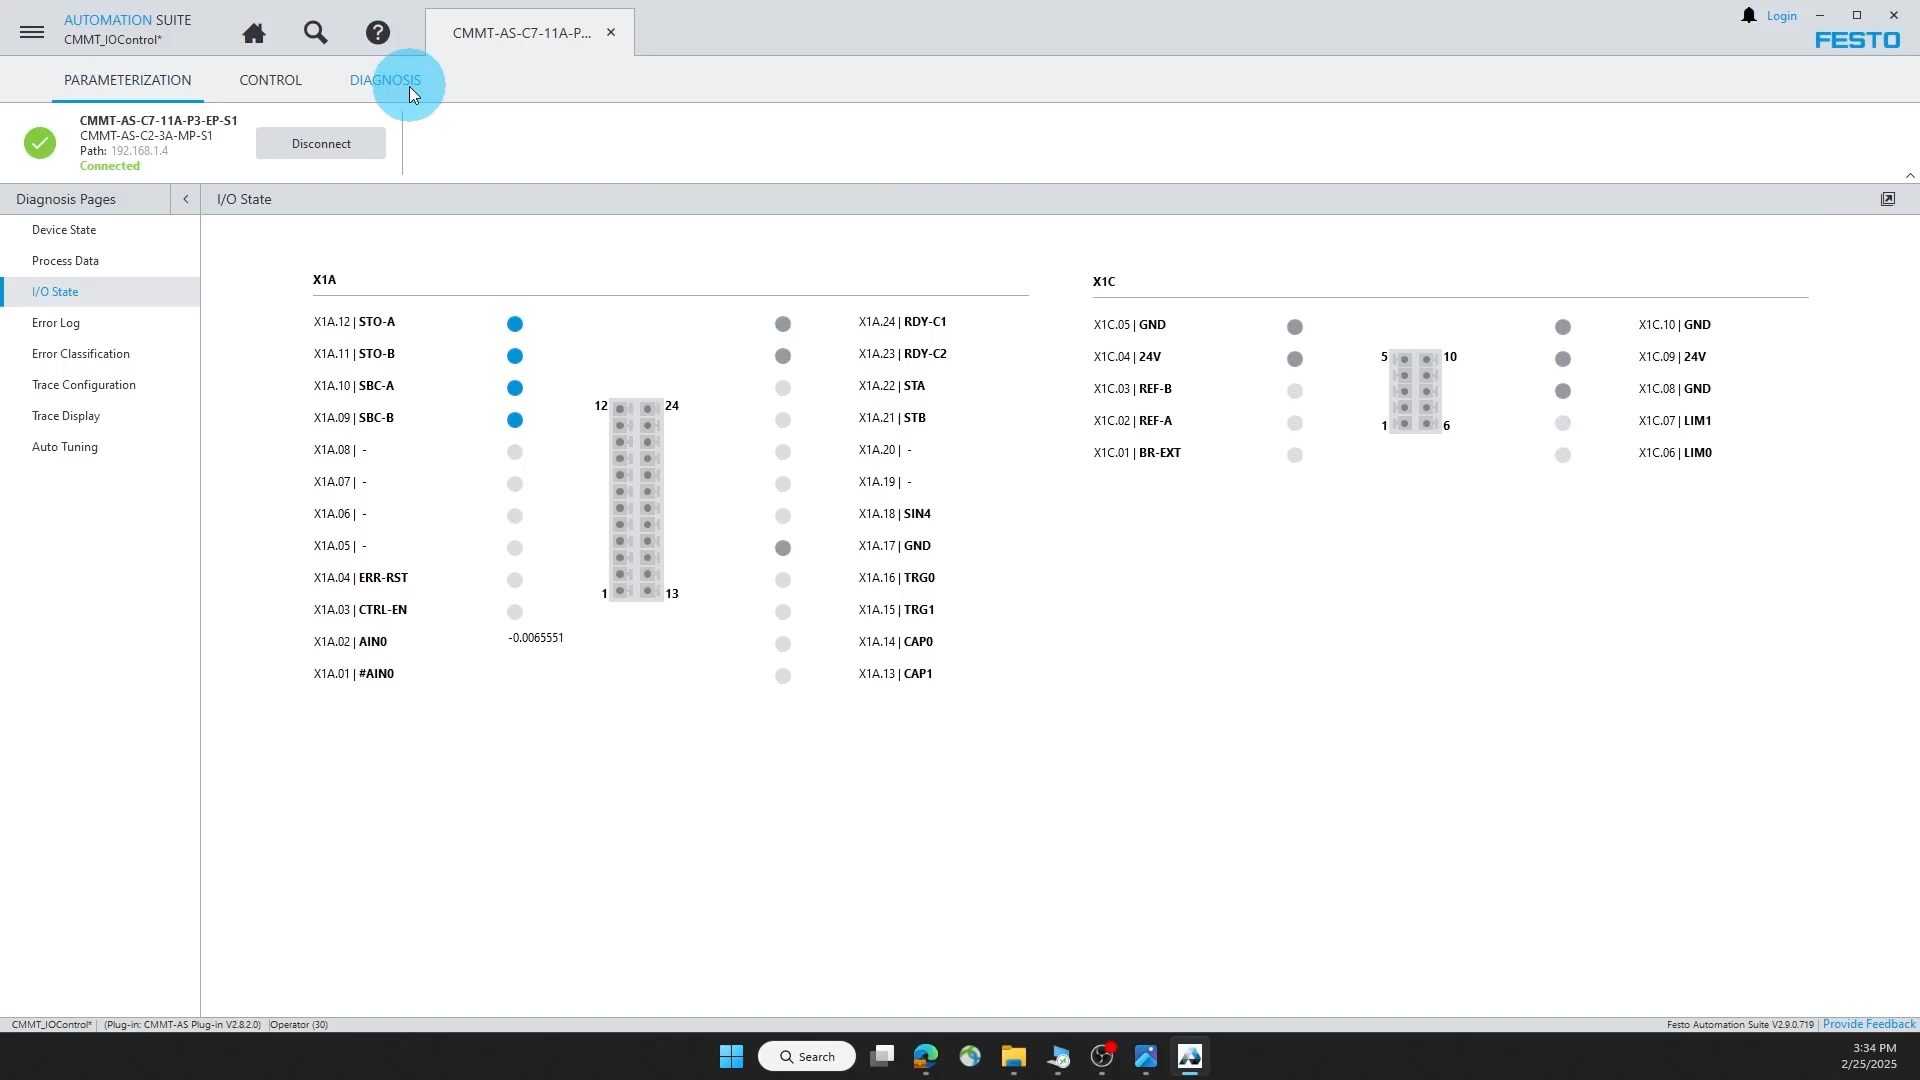 AUTOMATION SUITE
CMMT_IOControl*
CMMT-AS-C7-11A-P...
Login
FESTO
PARAMETERIZATION
CONTROL
DIAGNOSIS
CMMT-AS-C7-11A-P3-EP-S1
CMMT-AS-C2-3A-MP-S1
Path: 192.168.1.4
Connected
Disconnect
Diagnosis Pages
I/O State
Device State
Process Data
I/O State
Error Log
Error Classification
Trace Configuration
Trace Display
Auto Tuning
X1A
X1A.12 | STO-A
X1A.11 | STO-B
X1A.10 | SBC-A
X1A.09 | SBC-B
X1A.08 | -
X1A.07 | -
X1A.06 | -
X1A.05 | -
X1A.04 | ERR-RST
X1A.03 | CTRL-EN
X1A.02 | AIN0
-0.0065551
X1A.01 | #AIN0
12 24
1 13
X1A.24 | RDY-C1
X1A.23 | RDY-C2
X1A.22 | STA
X1A.21 | STB
X1A.20 | -
X1A.19 | -
X1A.18 | SIN4
X1A.17 | GND
X1A.16 | TRG0
X1A.15 | TRG1
X1A.14 | CAP0
X1A.13 | CAP1
X1C
X1C.05 | GND
X1C.04 | 24V
X1C.03 | REF-B
X1C.02 | REF-A
X1C.01 | BR-EXT
5 10
1 6
X1C.10 | GND
X1C.09 | 24V
X1C.08 | GND
X1C.07 | LIM1
X1C.06 | LIM0
CMMT_IOControl* | (Plug-in: CMMT-AS Plug-in V2.8.2.0) | Operator (30)
Festo Automation Suite V2.9.0.719 | Provide Feedback
Search
3:34 PM
2/25/2025